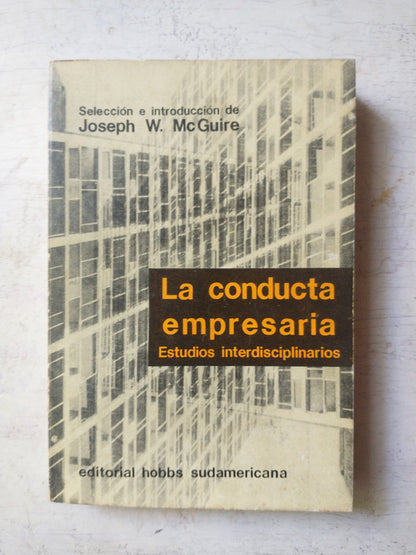 Selección e introducción de
Joseph W. McGuire
La conducta
empresaria
Estudios interdisciplinarios
editorial hobbs sudamericana